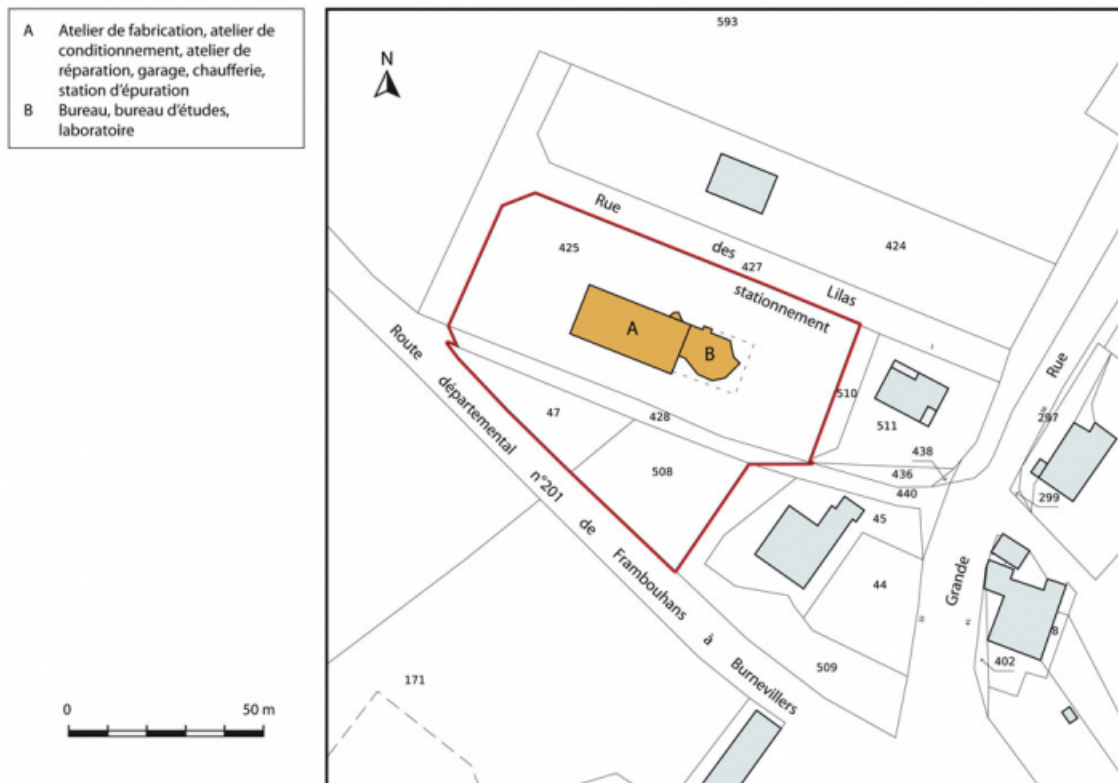 A Atelier de fabrication, atelier de
conditionnement, atelier de
réparation, garage, chaufferie,
station d'épuration
B Bureau, bureau d'études,
laboratoire
593
N
Rue des Lilas
425
424
427
stationnement
A
B
Route départemental n°201 de Frambouhans à Burnevillers
47
428
508
510
511
438
436
440
45
44
509
Rue
Grande
297
299
402
8
171
0 50 m